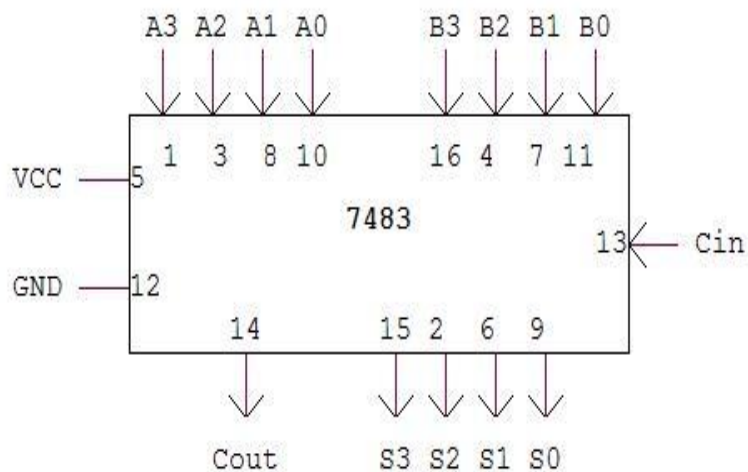 A3 A2 A1 A0 B3 B2 B1 B0
1 3 8 10 16 4 7 11
VCC 5
7483
13 Cin
GND 12
14 15 2 6 9
Cout S3 S2 S1 S0